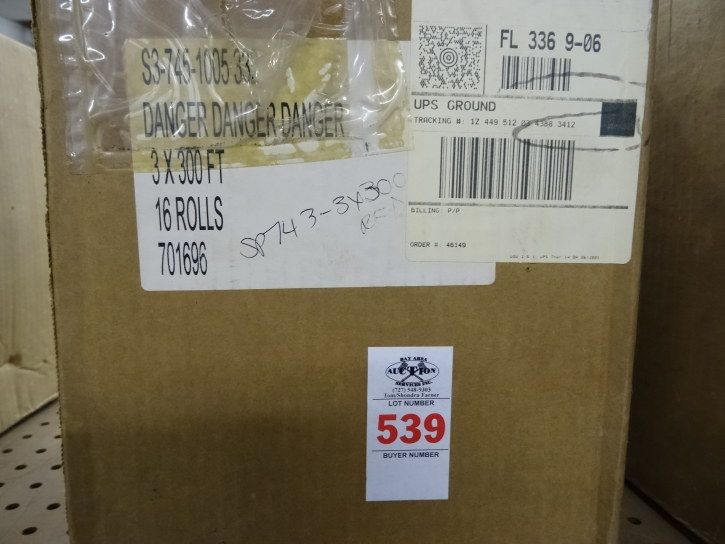 S3-745-1005 33
DANGER DANGER DANGER
3 X 300 FT
16 ROLLS
701696
SP743-3X300
RED
FL 336 9-06
UPS GROUND
TRACKING #: 1Z 449 512 03 4388 3412
BILLING: P/P
ORDER #: 46149
BAY AREA
AUCTION
SERVICES INC.
(727) 548-9303
Tom/Shondra Farner
LOT NUMBER
539
BUYER NUMBER